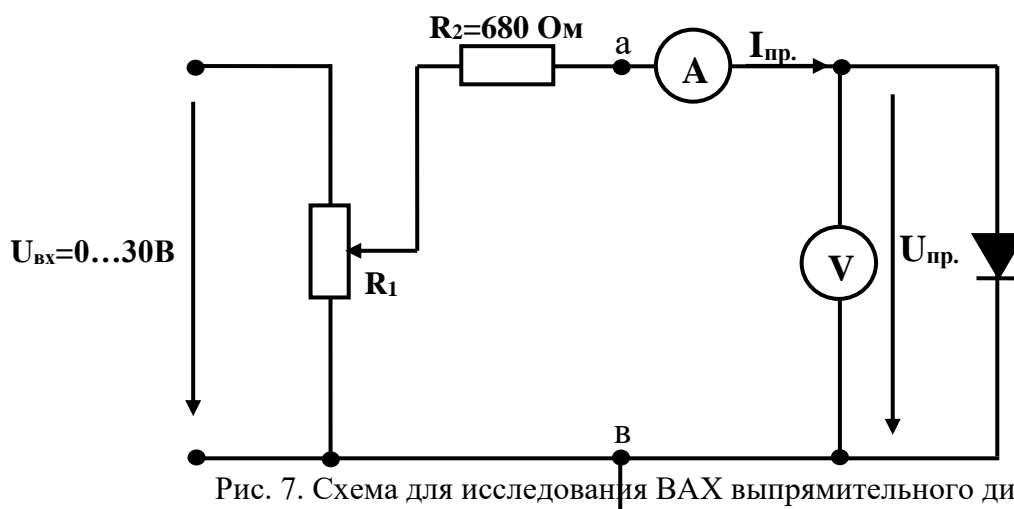 R₂=680 Ом
а
A
Iпр.
Uвх=0…30В
R₁
V
Uпр.
в
Рис. 7. Схема для исследования ВАХ выпрямительного ди